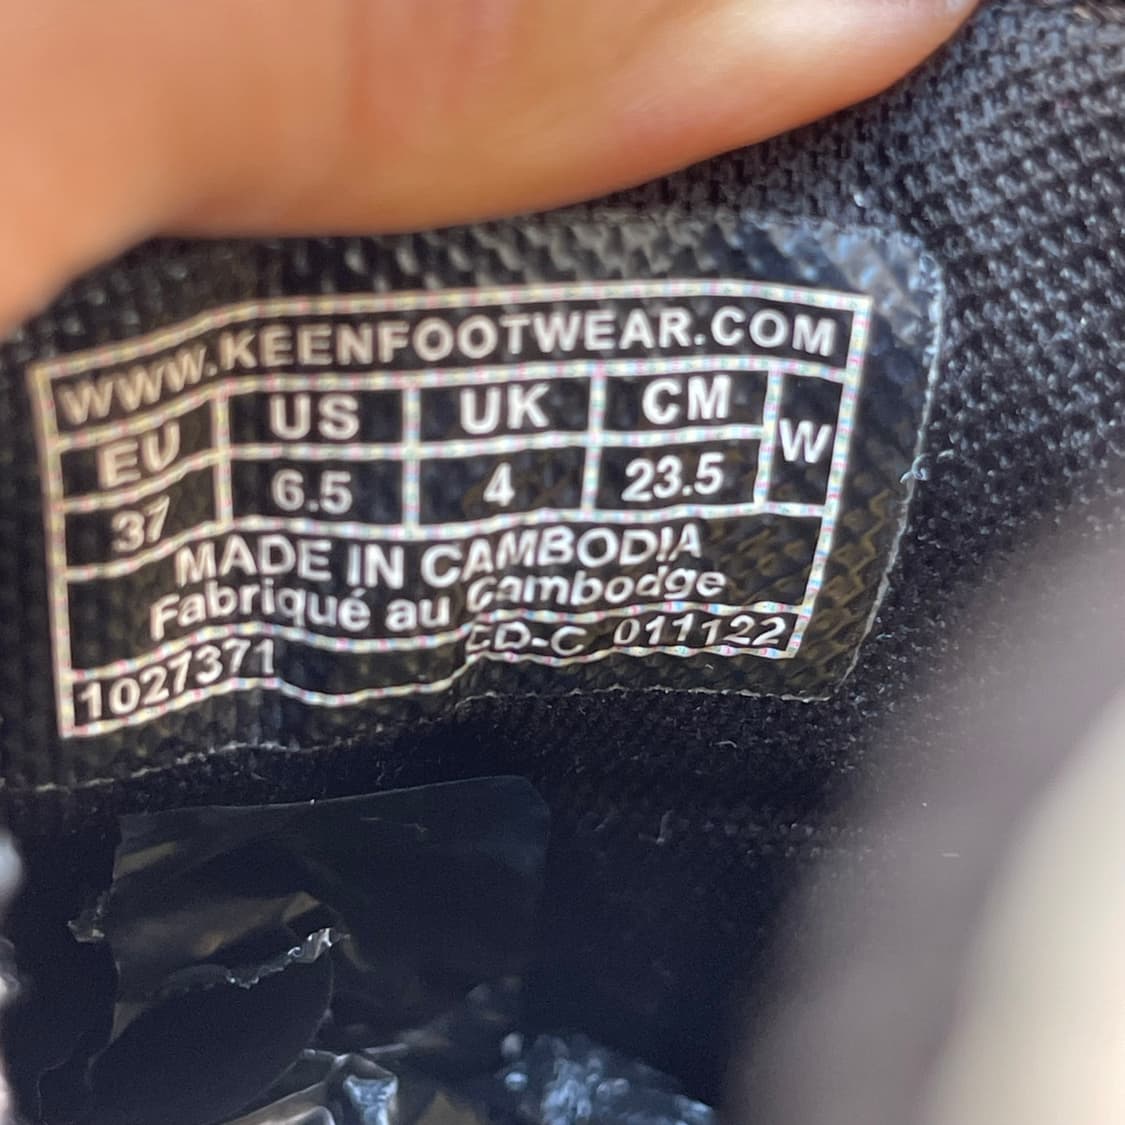 WWW.KEENFOOTWEAR.COM
EU US UK CM W
37 6.5 4 23.5
MADE IN CAMBODIA
Fabriqué au Cambodge
1027371 CD-C 011122